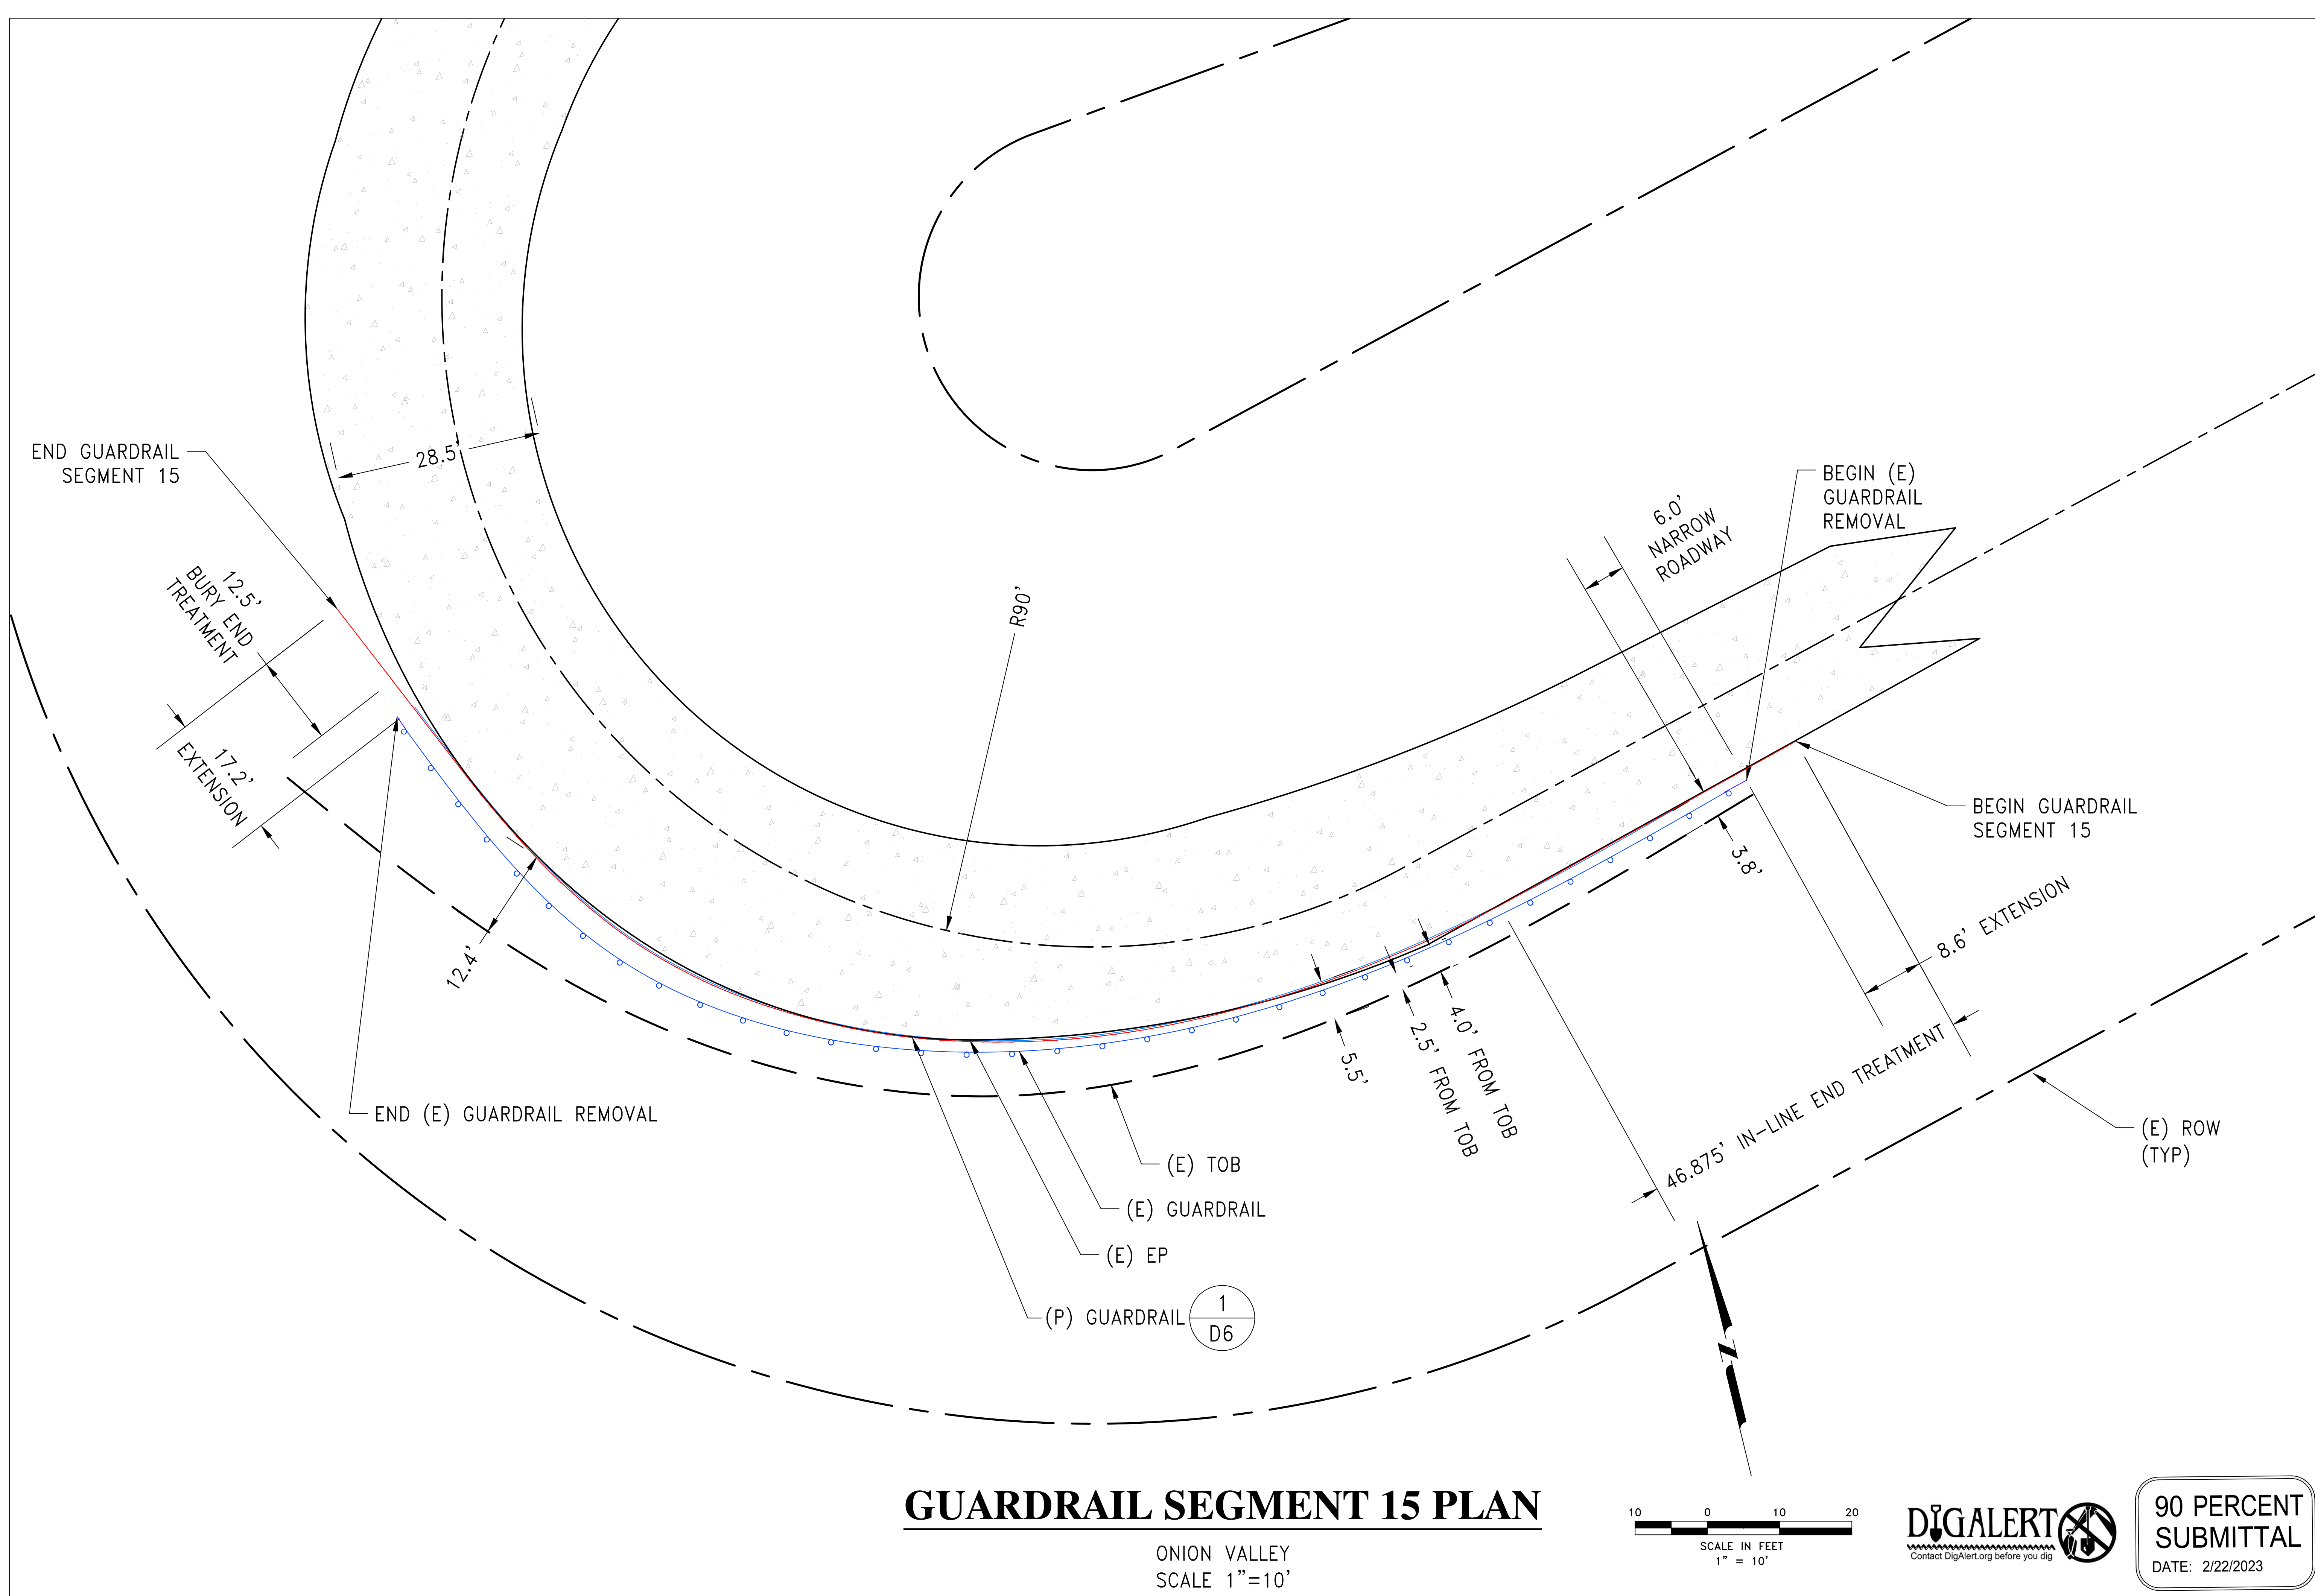 END GUARDRAIL
SEGMENT 15
28.5'
12.5'
BURY END
TREATMENT
17.2'
EXTENSION
12.4'
R90'
6.0'
NARROW
ROADWAY
BEGIN (E)
GUARDRAIL
REMOVAL
BEGIN GUARDRAIL
SEGMENT 15
3.8'
8.6' EXTENSION
46.875' IN-LINE END TREATMENT
4.0' FROM TOB
2.5' FROM TOB
5.5'
END (E) GUARDRAIL REMOVAL
(E) TOB
(E) GUARDRAIL
(E) EP
(P) GUARDRAIL
1
D6
(E) ROW
(TYP)
Z
GUARDRAIL SEGMENT 15 PLAN
ONION VALLEY
SCALE 1"=10'
10 0 10 20
SCALE IN FEET
1" = 10'
DIGALERT
Contact DigAlert.org before you dig
90 PERCENT
SUBMITTAL
DATE: 2/22/2023